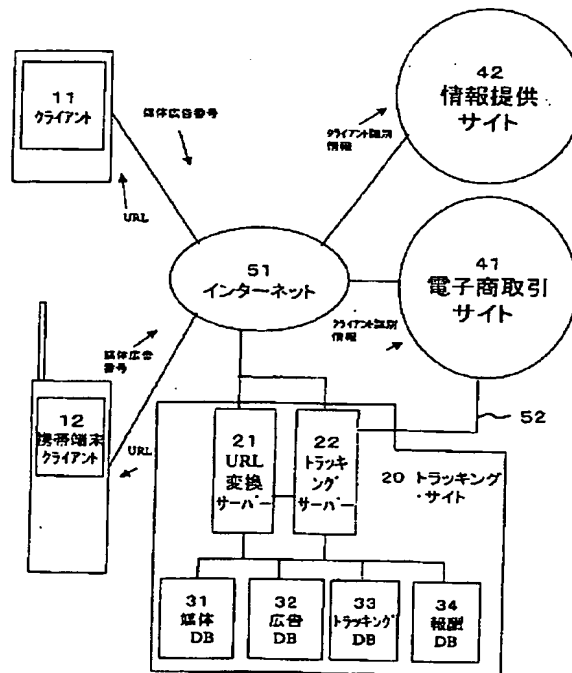 11
クライアント
媒体広告番号
URL
42
情報提供
サイト
クライアント識別
情報
51
インターネット
41
電子商取引
サイト
クライアント識別
情報
媒体広告
番号
12
携帯端末
クライアント
URL
52
21
URL
変換
サーバー
22
トラッキ
ング
サーバー
20 トラッキング
・サイト
31
媒体
DB
32
広告
DB
33
トラッキング
DB
34
報酬
DB